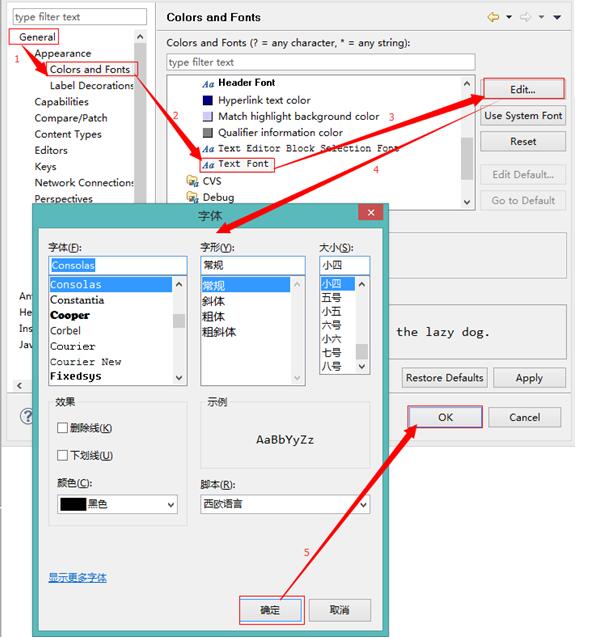 type filter text
General
1
Appearance
Colors and Fonts
Label Decorations
Capabilities
Compare/Patch
Content Types
Editors
Keys
Network Connections
Perspectives
An
He
Ins
Jav
Colors and Fonts
Colors and Fonts (? = any character, * = any string):
type filter text
Header Font
Hyperlink text color
Match highlight background color
Qualifier information color
Text Editor Block Selection Font
Text Font
CVS
Debug
2
3
4
Edit...
Use System Font
Reset
Edit Default...
Go to Default
the lazy dog.
Restore Defaults
Apply
OK
Cancel
字体
字体(F):
Consolas
Consolas
Constantia
Cooper
Corbel
Courier
Courier New
Fixedsys
字形(Y):
常规
常规
斜体
粗体
粗斜体
大小(S):
小四
小四
五号
小五
六号
小六
七号
八号
效果
删除线(K)
下划线(U)
颜色(C):
黑色
示例
AaBbYyZz
脚本(R):
西欧语言
5
显示更多字体
确定
取消